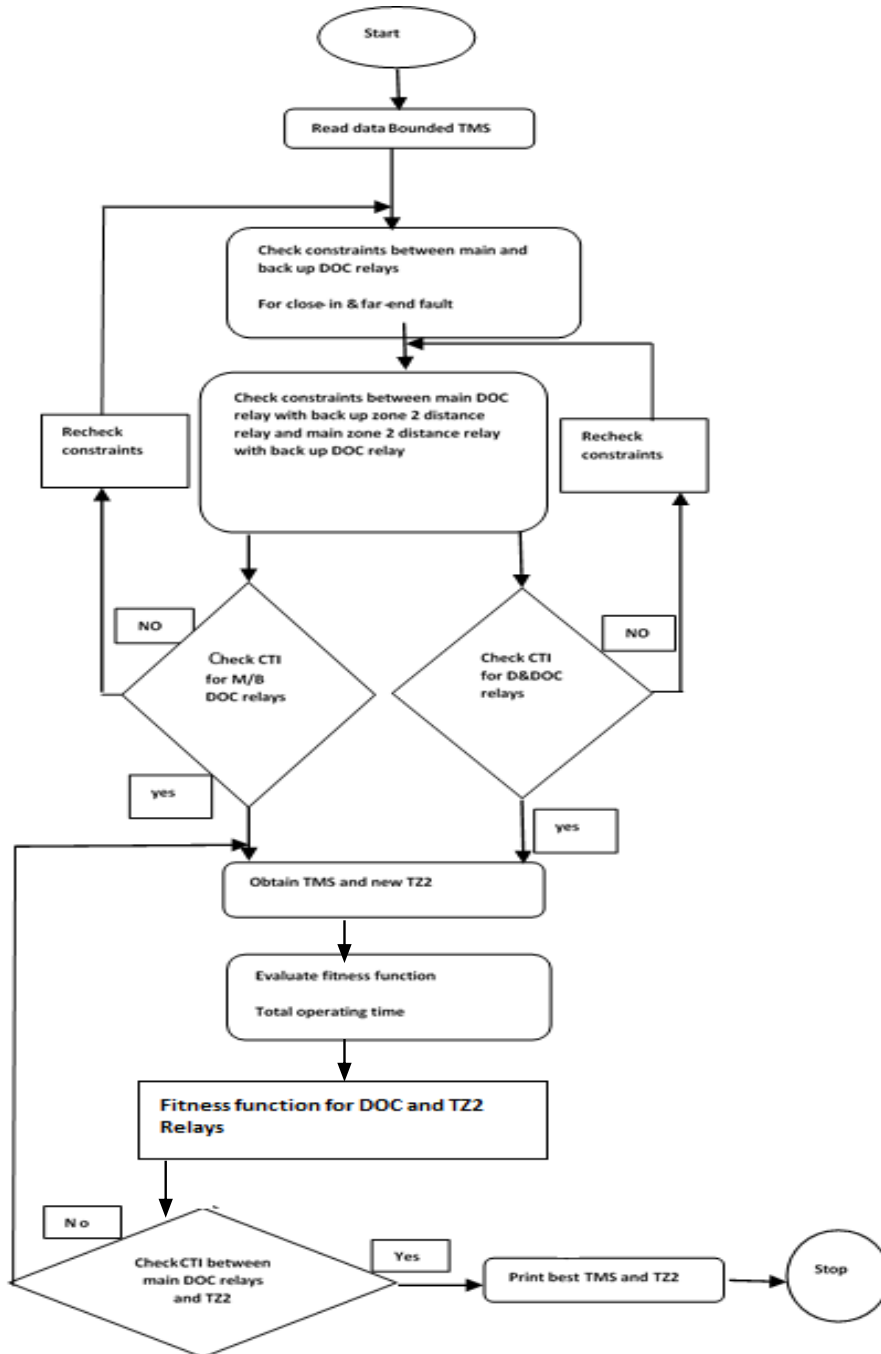 Start
Read data Bounded TMS
Check constraints between main and
back up DOC relays
For close-in & far-end fault
Check constraints between main DOC
relay with back up zone 2 distance
relay and main zone 2 distance relay
with back up DOC relay
Recheck
constraints
Recheck
constraints
NO
Check CTI
for M/B
DOC relays
Check CTI
for D&DOC
relays
NO
yes
yes
Obtain TMS and new TZ2
Evaluate fitness function
Total operating time
Fitness function for DOC and TZ2
Relays
No
Check CTI between
main DOC relays
and TZ2
Yes
Print best TMS and TZ2
Stop